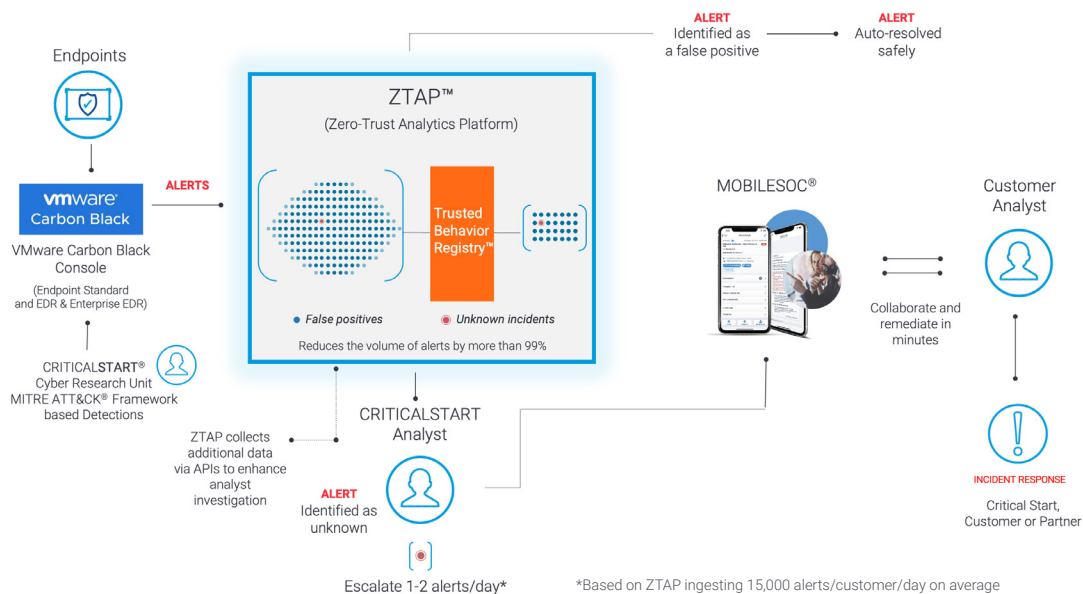 Endpoints
vmware®
Carbon Black
VMware Carbon Black
Console
(Endpoint Standard
and EDR & Enterprise EDR)
CRITICALSTART®
Cyber Research Unit
MITRE ATT&CK® Framework
based Detections
ALERTS
ZTAP™
(Zero-Trust Analytics Platform)
Trusted
Behavior
Registry™
False positives
Unknown incidents
Reduces the volume of alerts by more than 99%
ALERT
Identified as
a false positive
ALERT
Auto-resolved
safely
ZTAP collects
additional data
via APIs to enhance
analyst
investigation
CRITICALSTART
Analyst
ALERT
Identified as
unknown
Escalate 1-2 alerts/day*
MOBILESOC®
Collaborate and
remediate in
minutes
Customer
Analyst
INCIDENT RESPONSE
Critical Start,
Customer or Partner
*Based on ZTAP ingesting 15,000 alerts/customer/day on average